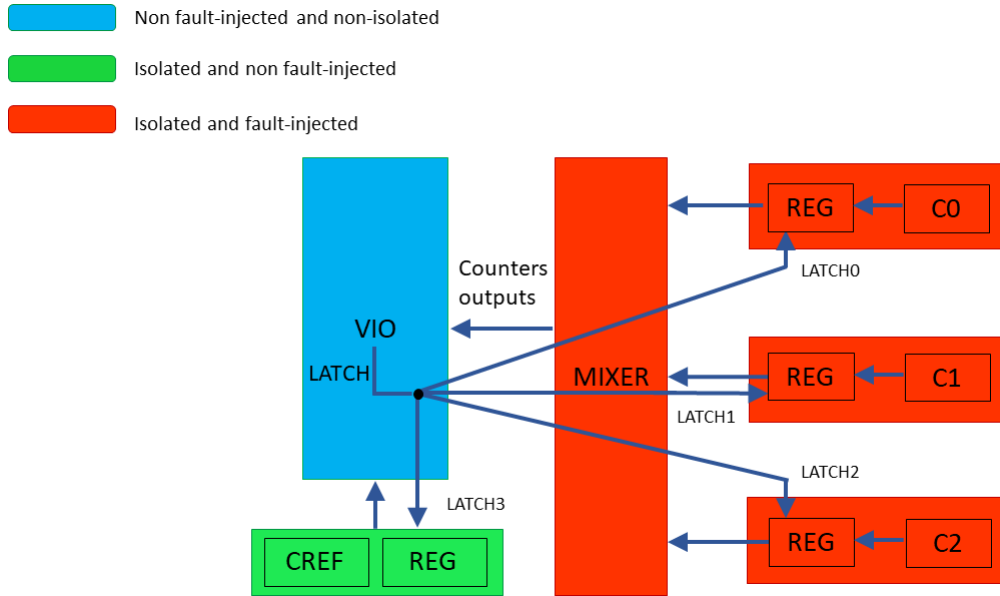 Non fault-injected and non-isolated
Isolated and non fault-injected
Isolated and fault-injected
REG
C0
LATCH0
Counters
outputs
VIO
LATCH
MIXER
REG
C1
LATCH1
LATCH2
LATCH3
REG
C2
CREF
REG